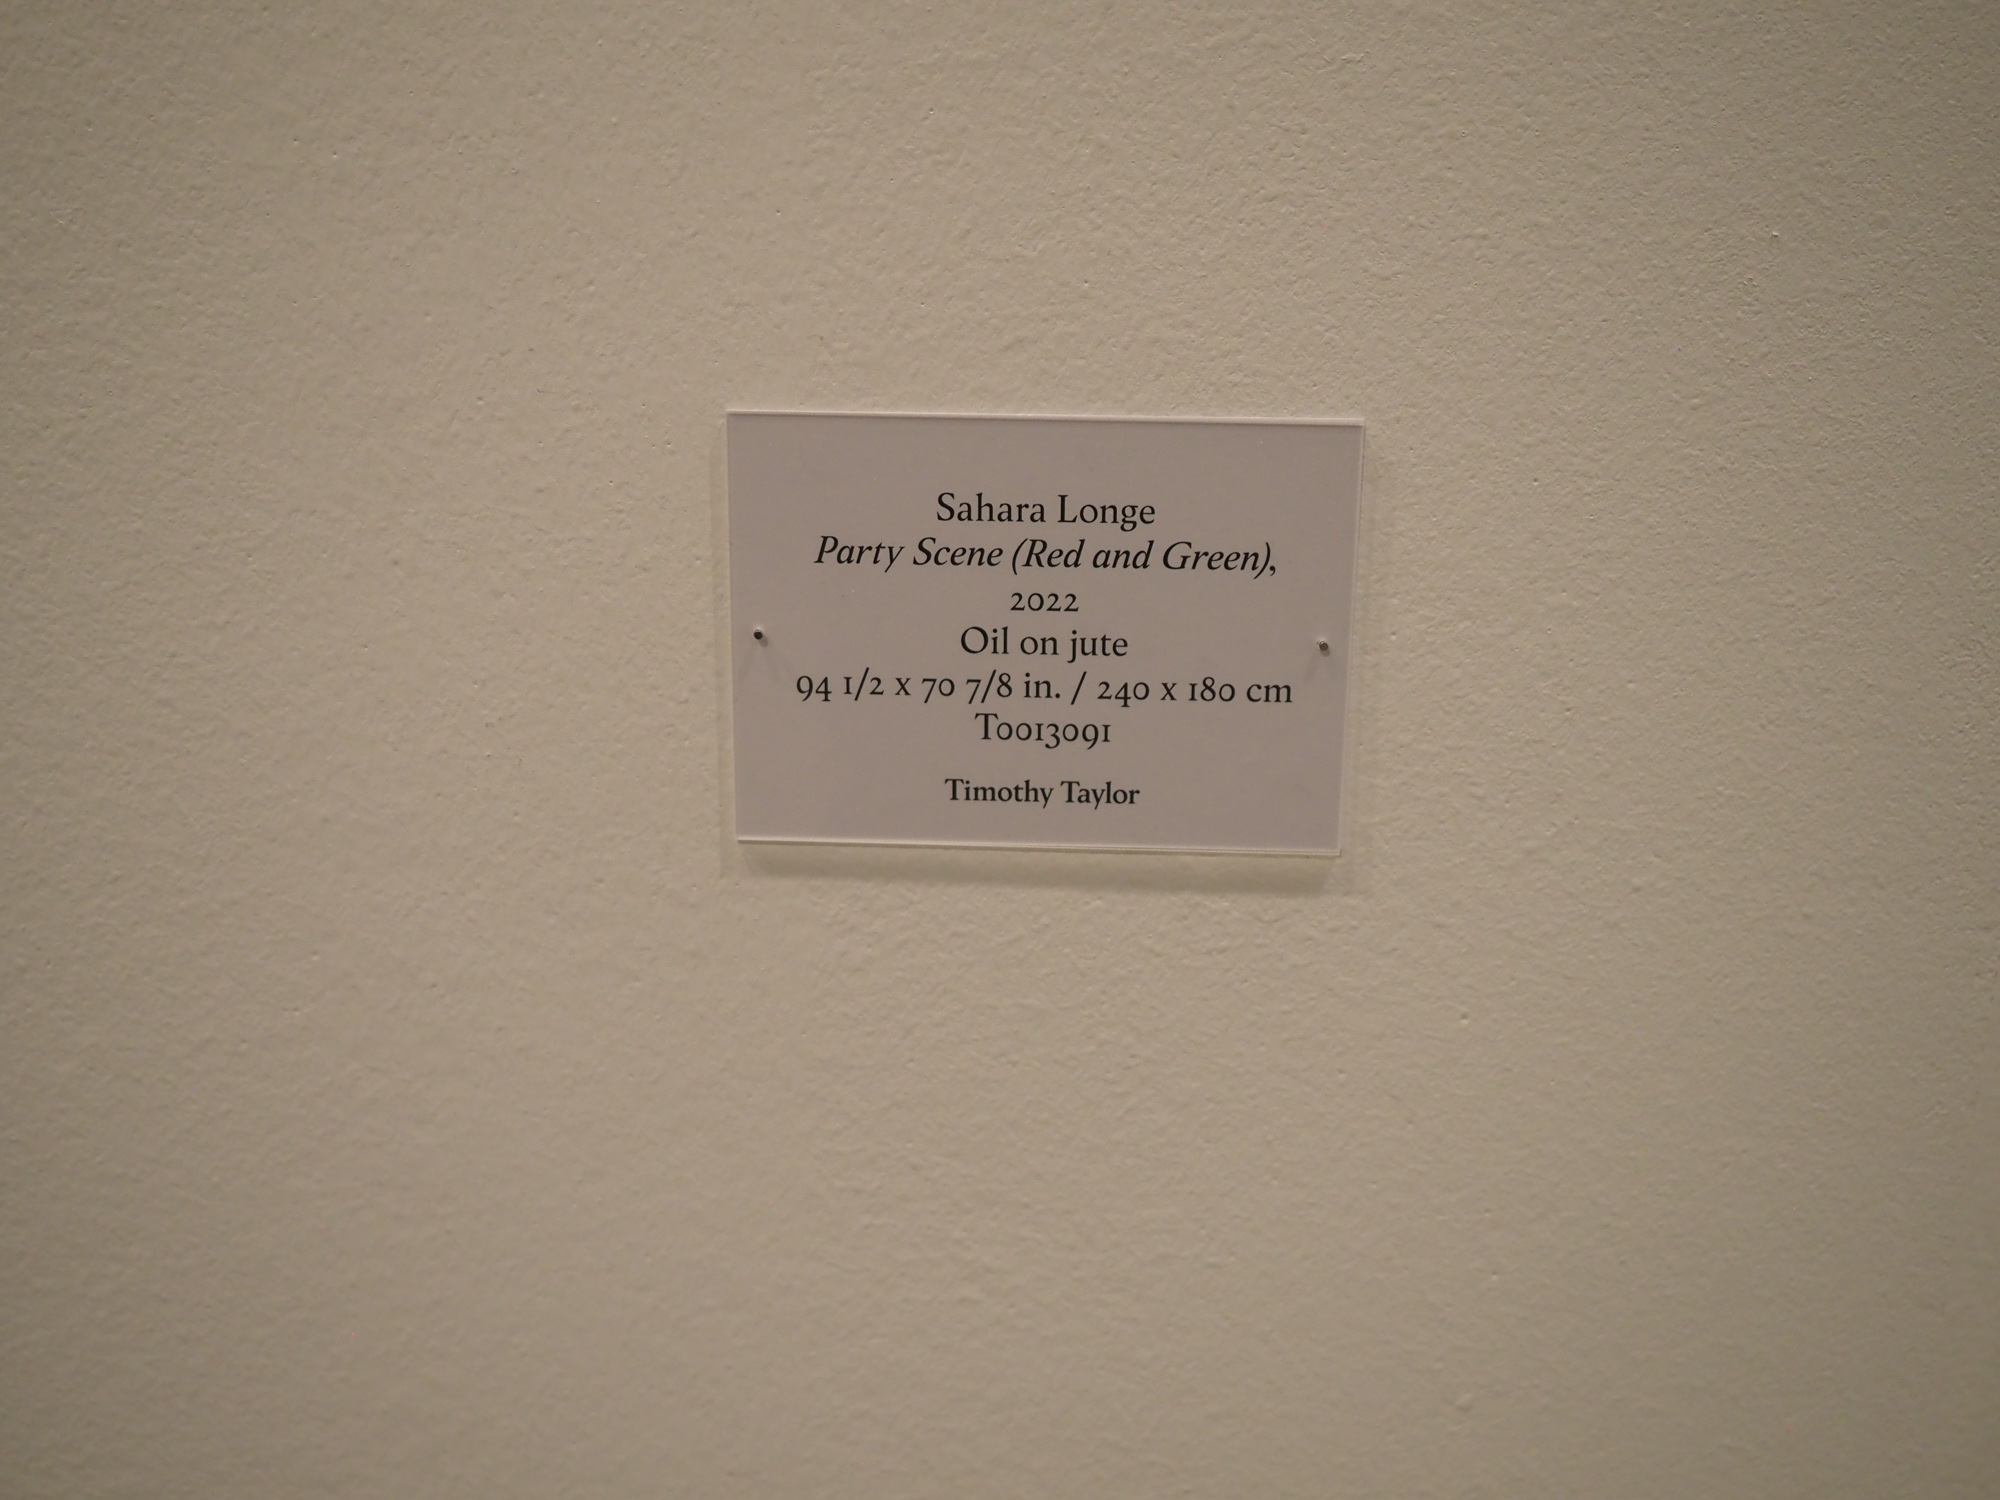 Sahara Longe
Party Scene (Red and Green),
2022
Oil on jute
94 1/2 x 70 7/8 in. / 240 x 180 cm
T0013091
Timothy Taylor